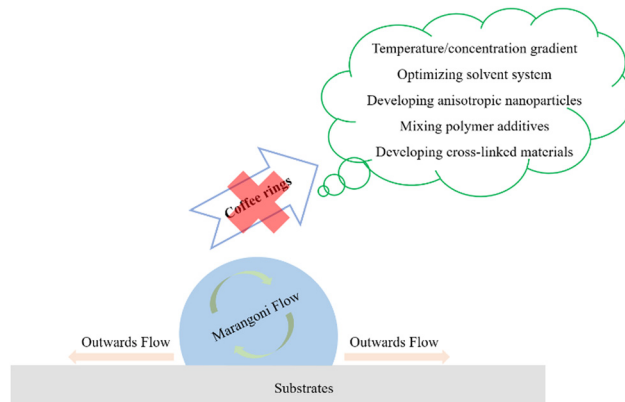 Temperature/concentration gradient
Optimizing solvent system
Developing anisotropic nanoparticles
Mixing polymer additives
Developing cross-linked materials
Coffee rings
Marangoni Flow
Outwards Flow
Outwards Flow
Substrates